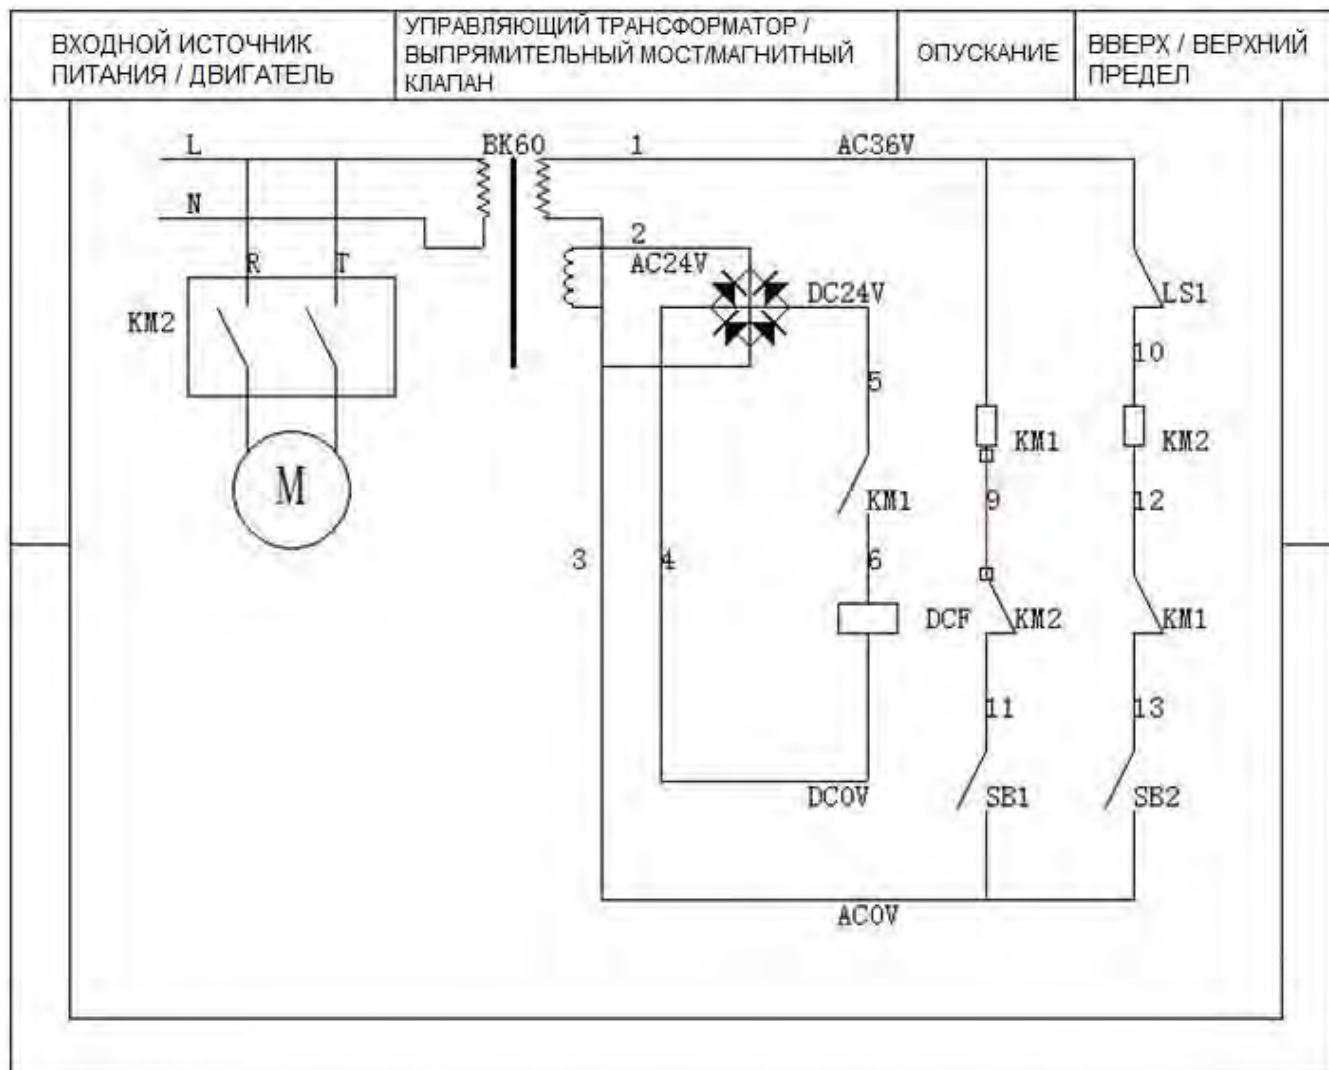 ВХОДНОЙ ИСТОЧНИК
ПИТАНИЯ / ДВИГАТЕЛЬ
УПРАВЛЯЮЩИЙ ТРАНСФОРМАТОР /
ВЫПРЯМИТЕЛЬНЫЙ МОСТ/МАГНИТНЫЙ
КЛАПАН
ОПУСКАНИЕ
ВВЕРХ / ВЕРХНИЙ
ПРЕДЕЛ
L
BK60
1
AC36V
N
2
AC24V
R
T
DC24V
LS1
KM2
10
5
KM1
KM2
M
KM1
9
12
3
4
6
DCF
KM2
KM1
11
13
DC0V
SB1
SB2
AC0V